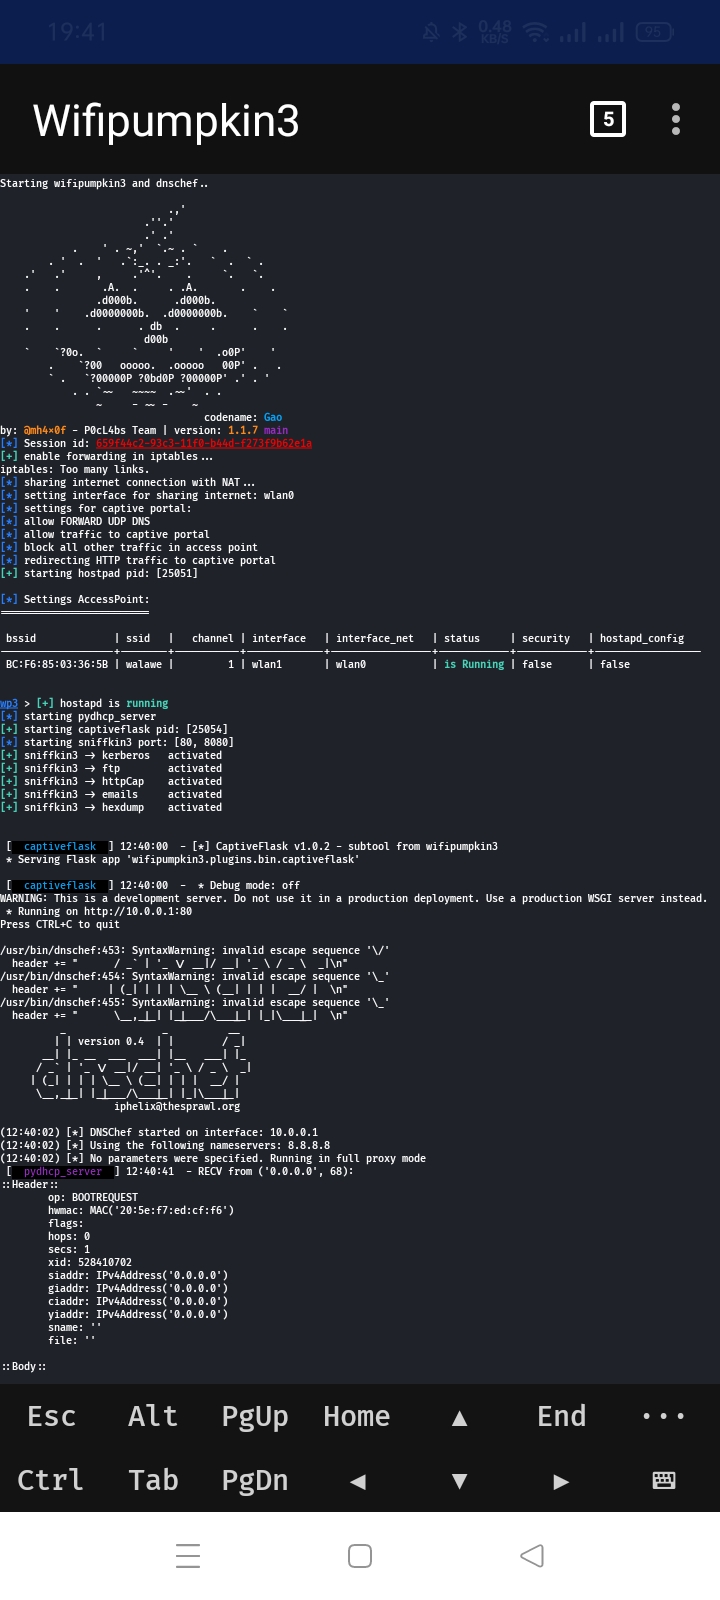 19:41
0.48 KB/S
95
Wifipumpkin3
5
Starting wifipumpkin3 and dnschef..
codename: Gao
by: @mh4x0f - P0cL4bs Team | version: 1.1.7 main
[*] Session id: 659f44c2-93c3-11f0-b44d-f273f9b62e1a
[+] enable forwarding in iptables...
iptables: Too many links.
[*] sharing internet connection with NAT...
[*] setting interface for sharing internet: wlan0
[*] settings for captive portal:
[*] allow FORWARD UDP DNS
[*] allow traffic to captive portal
[*] block all other traffic in access point
[*] redirecting HTTP traffic to captive portal
[+] starting hostpad pid: [25051]
[*] Settings AccessPoint:
bssid | ssid | channel | interface | interface_net | status | security | hostapd_config
BC:F6:85:03:36:5B | walawe | 1 | wlan1 | wlan0 | is Running | false | false
wp3 > [+] hostapd is running
[*] starting pydhcp_server
[+] starting captiveflask pid: [25054]
[*] starting sniffkin3 port: [80, 8080]
[+] sniffkin3 -> kerberos activated
[+] sniffkin3 -> ftp activated
[+] sniffkin3 -> httpCap activated
[+] sniffkin3 -> emails activated
[+] sniffkin3 -> hexdump activated
[ captiveflask ] 12:40:00 - [*] CaptiveFlask v1.0.2 - subtool from wifipumpkin3
* Serving Flask app 'wifipumpkin3.plugins.bin.captiveflask'
[ captiveflask ] 12:40:00 - * Debug mode: off
WARNING: This is a development server. Do not use it in a production deployment. Use a production WSGI server instead.
* Running on http://10.0.0.1:80
Press CTRL+C to quit
/usr/bin/dnschef:453: SyntaxWarning: invalid escape sequence '\/'
header += " / _` | '_ \/ __|/ __| '_ \ / _ \  _|\n"
/usr/bin/dnschef:454: SyntaxWarning: invalid escape sequence '\_'
header += " | (_| | | | \__ \ (__| | | |  __/ |  \n"
/usr/bin/dnschef:455: SyntaxWarning: invalid escape sequence '\_'
header += " \__,_|_| |_|___/\___|_| |_|\___|_|  \n"
version 0.4
iphelix@thesprawl.org
(12:40:02) [*] DNSChef started on interface: 10.0.0.1
(12:40:02) [*] Using the following nameservers: 8.8.8.8
(12:40:02) [*] No parameters were specified. Running in full proxy mode
[ pydhcp_server ] 12:40:41 - RECV from ('0.0.0.0', 68):
::Header::
op: BOOTREQUEST
hwmac: MAC('20:5e:f7:ed:cf:f6')
flags:
hops: 0
secs: 1
xid: 528410702
siaddr: IPv4Address('0.0.0.0')
giaddr: IPv4Address('0.0.0.0')
ciaddr: IPv4Address('0.0.0.0')
yiaddr: IPv4Address('0.0.0.0')
sname: ''
file: ''
::Body::
Esc Alt PgUp Home ▲ End ···
Ctrl Tab PgDn ◄ ▼ ►